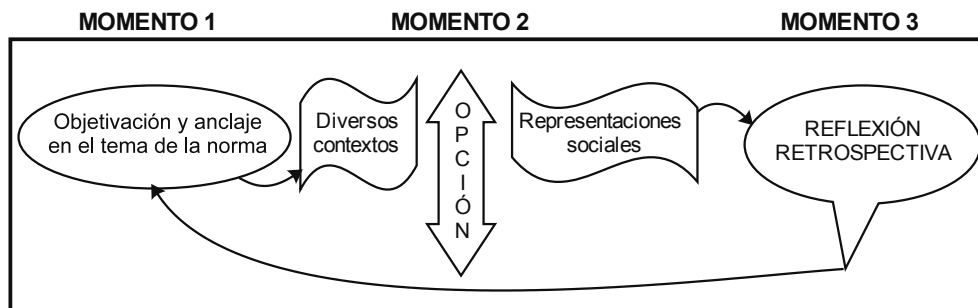 MOMENTO 1
MOMENTO 2
MOMENTO 3
Objetivación y anclaje
en el tema de la norma
Diversos
contextos
OPCIÓN
Representaciones
sociales
REFLEXIÓN
RETROSPECTIVA